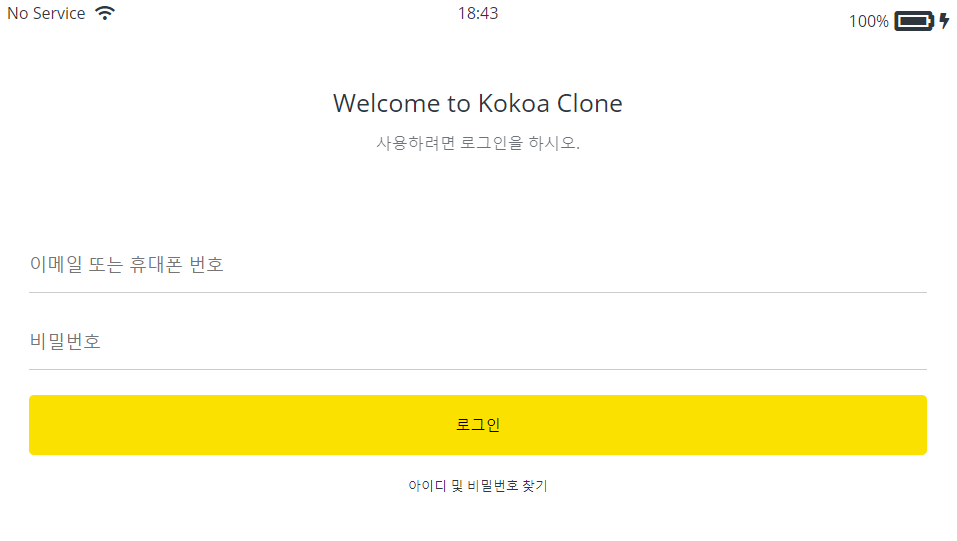 No Service
18:43
100%
Welcome to Kokoa Clone
사용하려면 로그인을 하시오.
이메일 또는 휴대폰 번호
비밀번호
로그인
아이디 및 비밀번호 찾기